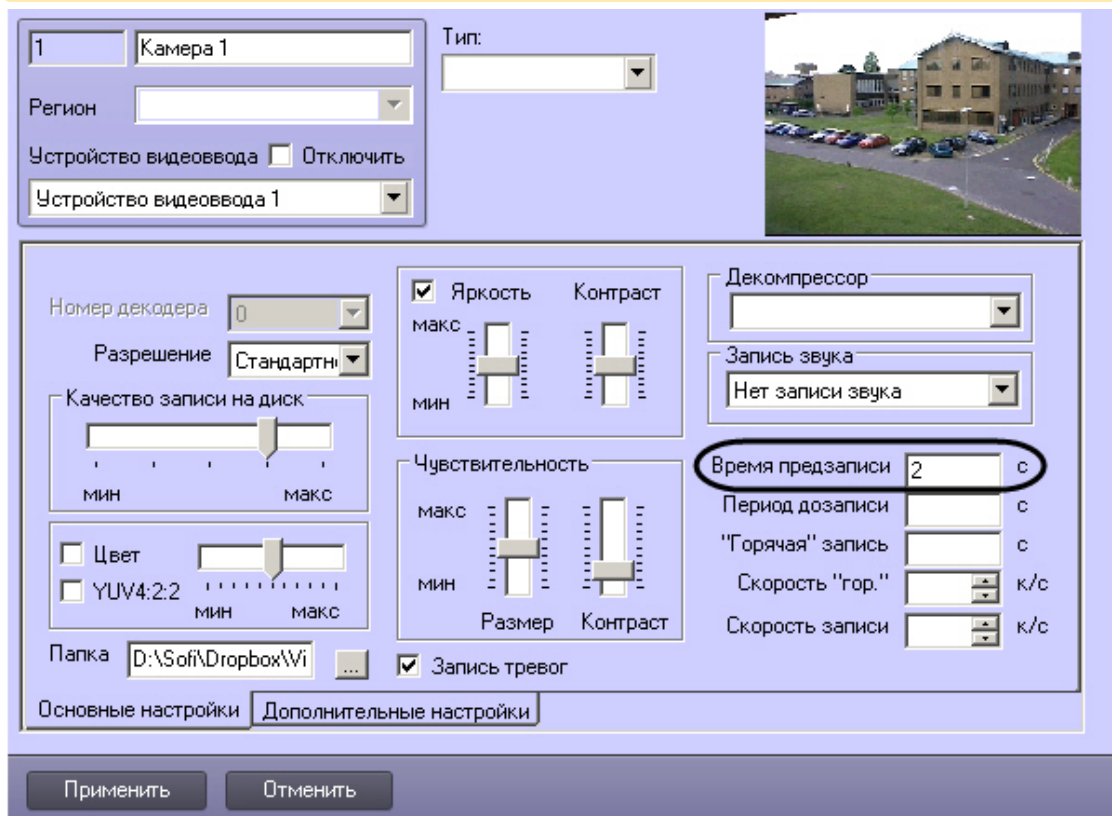 1
Камера 1
Тип:
Регион
Устройство видеоввода
Отключить
Устройство видеоввода 1
Номер декодера
0
Разрешение
Стандартн
Качество записи на диск
мин
макс
Цвет
YUV4:2:2
мин
макс
Папка
D:\Sofi\Dropbox\Vi
...
Яркость
Контраст
макс
мин
Чувствительность
макс
мин
Размер
Контраст
Запись тревог
Декомпрессор
Запись звука
Нет записи звука
Время предзаписи
2
с
Период дозаписи
с
"Горячая" запись
с
Скорость "гор."
к/с
Скорость записи
к/с
Основные настройки
Дополнительные настройки
Применить
Отменить